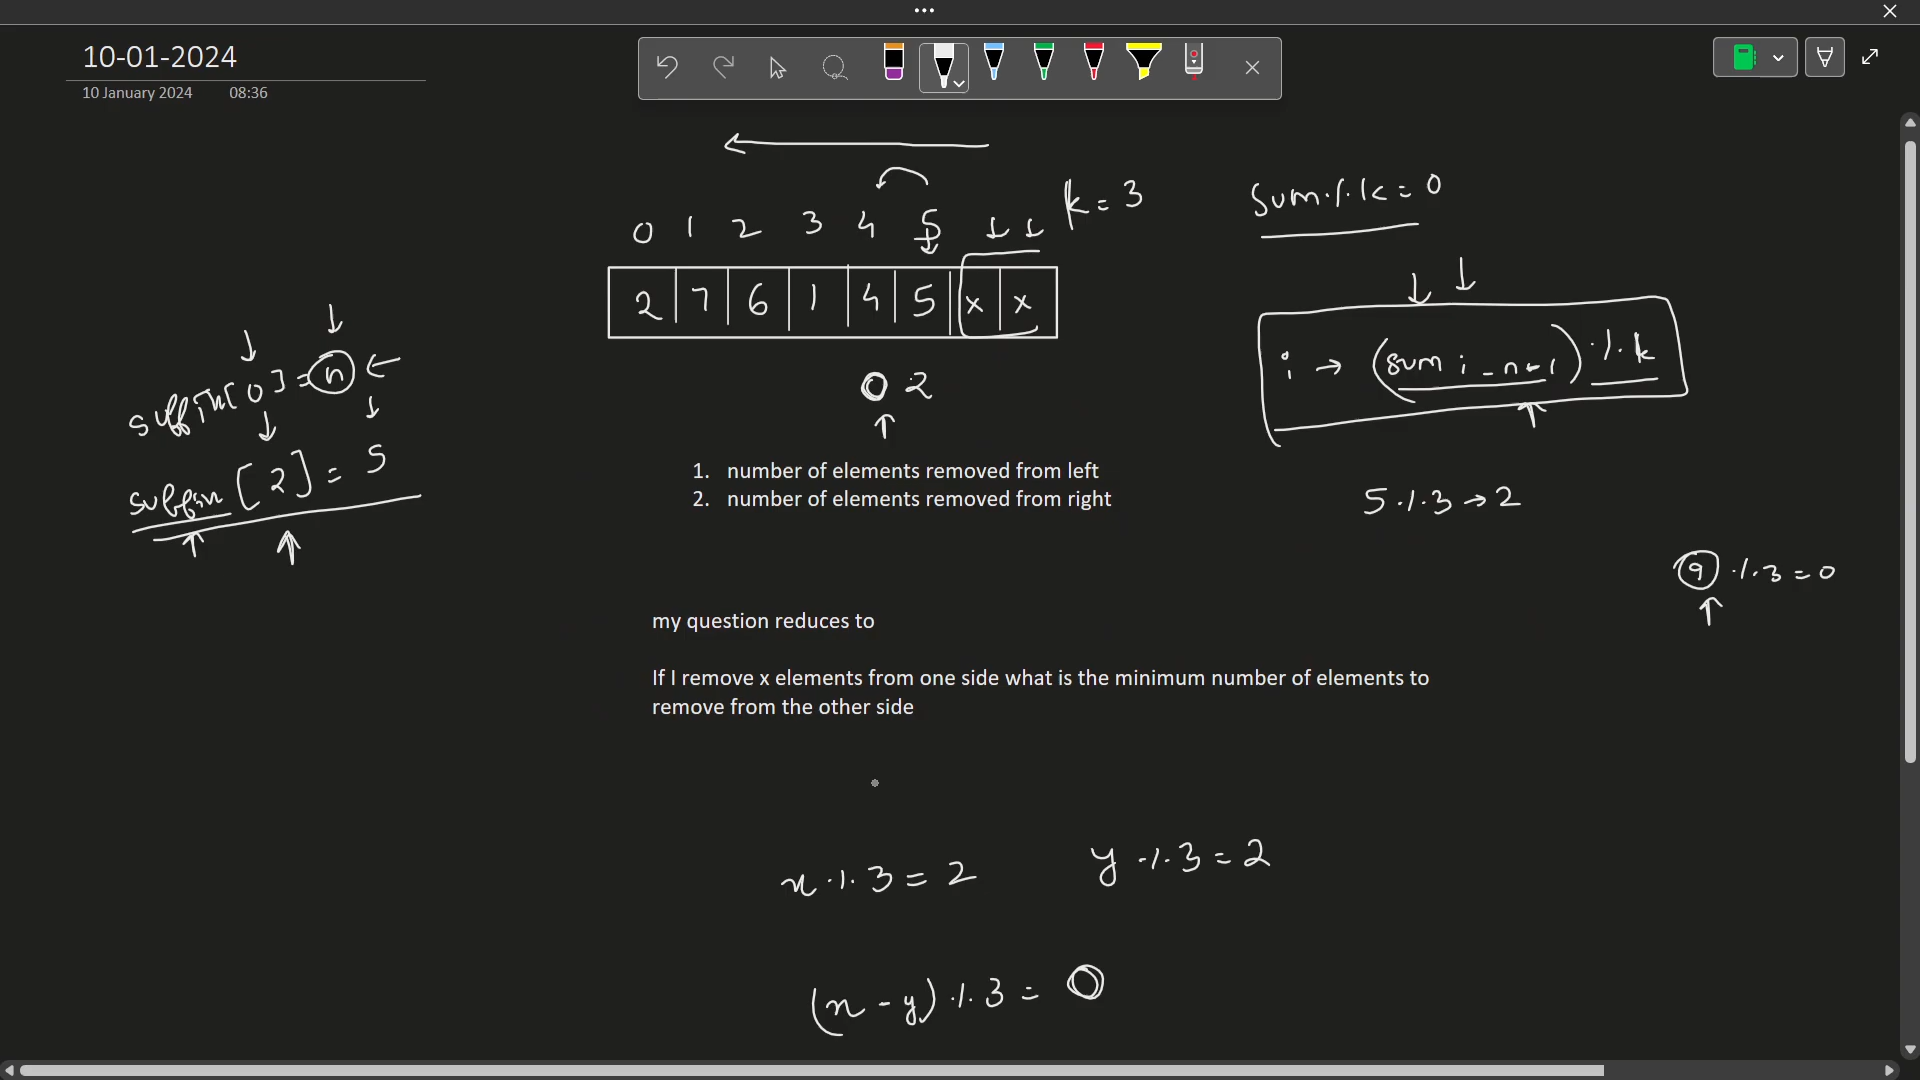 10-01-2024
10 January 2024 08:36
0 1 2 3 4 5
k = 3
2 7 6 1 4 5 x x
0 2
1. number of elements removed from left
2. number of elements removed from right
my question reduces to
If I remove x elements from one side what is the minimum number of elements to
remove from the other side
x % 3 = 2
y % 3 = 2
(x - y) % 3 = 0
suffix[0] = n
suffix[2] = 5
sum % k = 0
i → (sum i - n-1) % k
5 % 3 → 2
9 % 3 = 0